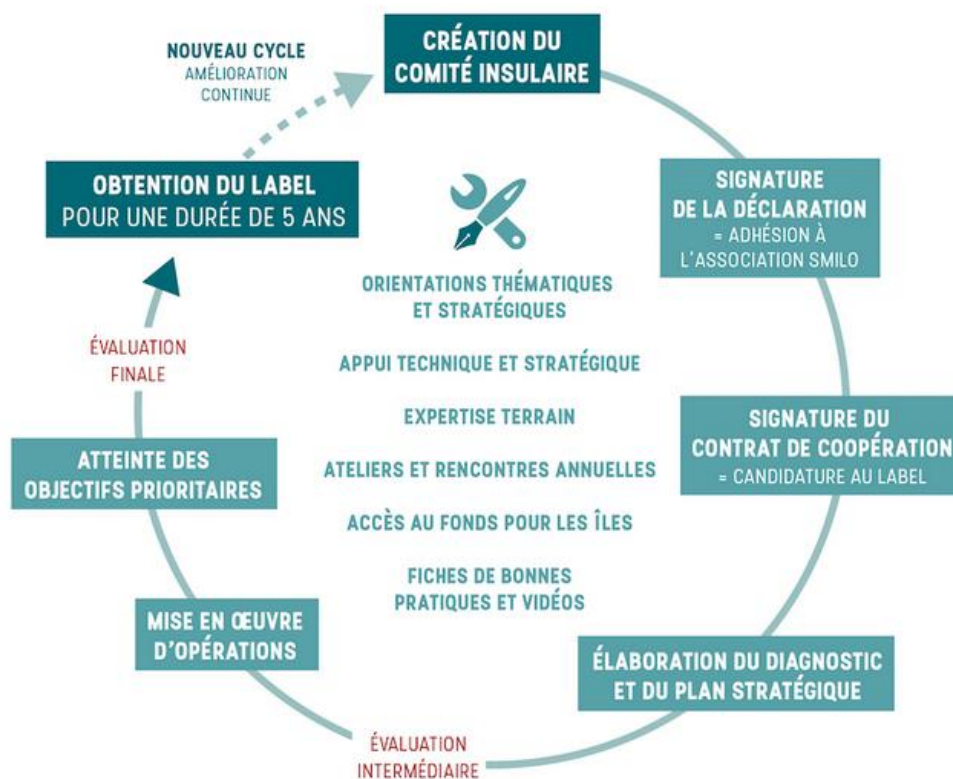 CRÉATION DU
COMITÉ INSULAIRE
SIGNATURE
DE LA DÉCLARATION
= ADHÉSION À
L'ASSOCIATION SMILO
SIGNATURE DU
CONTRAT DE COOPÉRATION
= CANDIDATURE AU LABEL
ÉLABORATION DU DIAGNOSTIC
ET DU PLAN STRATÉGIQUE
ÉVALUATION
INTERMÉDIAIRE
MISE EN ŒUVRE
D'OPÉRATIONS
ATTEINTE DES
OBJECTIFS PRIORITAIRES
ÉVALUATION
FINALE
OBTENTION DU LABEL
POUR UNE DURÉE DE 5 ANS
NOUVEAU CYCLE
AMÉLIORATION
CONTINUE
ORIENTATIONS THÉMATIQUES
ET STRATÉGIQUES
APPUI TECHNIQUE ET STRATÉGIQUE
EXPERTISE TERRAIN
ATELIERS ET RENCONTRES ANNUELLES
ACCÈS AU FONDS POUR LES ÎLES
FICHES DE BONNES
PRATIQUES ET VIDÉOS